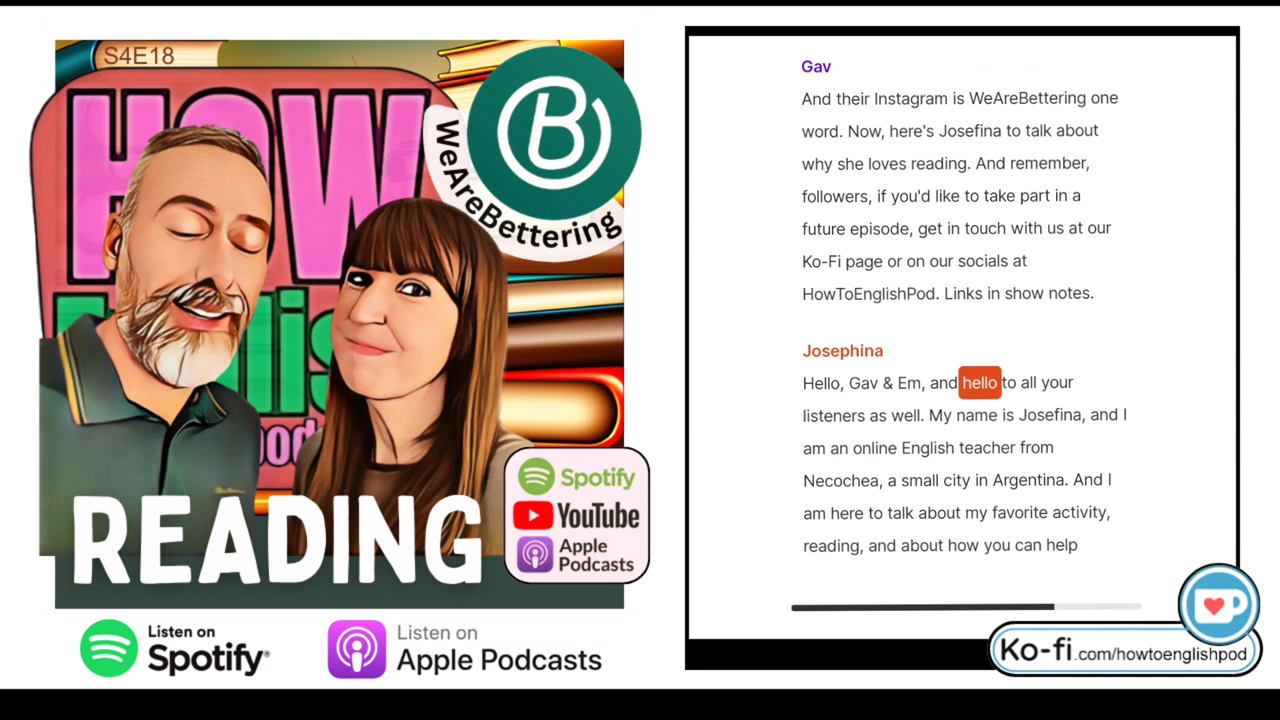 S4E18
HOW
WeAreBettering
B
READING
Spotify
YouTube
Apple
Podcasts
Listen on
Spotify
Listen on
Apple Podcasts
Gav
And their Instagram is WeAreBettering one
word. Now, here's Josefina to talk about
why she loves reading. And remember,
followers, if you'd like to take part in a
future episode, get in touch with us at our
Ko-Fi page or on our socials at
HowToEnglishPod. Links in show notes.
Josephina
Hello, Gav & Em, and hello to all your
listeners as well. My name is Josefina, and I
am an online English teacher from
Necochea, a small city in Argentina. And I
am here to talk about my favorite activity,
reading, and about how you can help
Ko-fi.com/howtoenglishpod